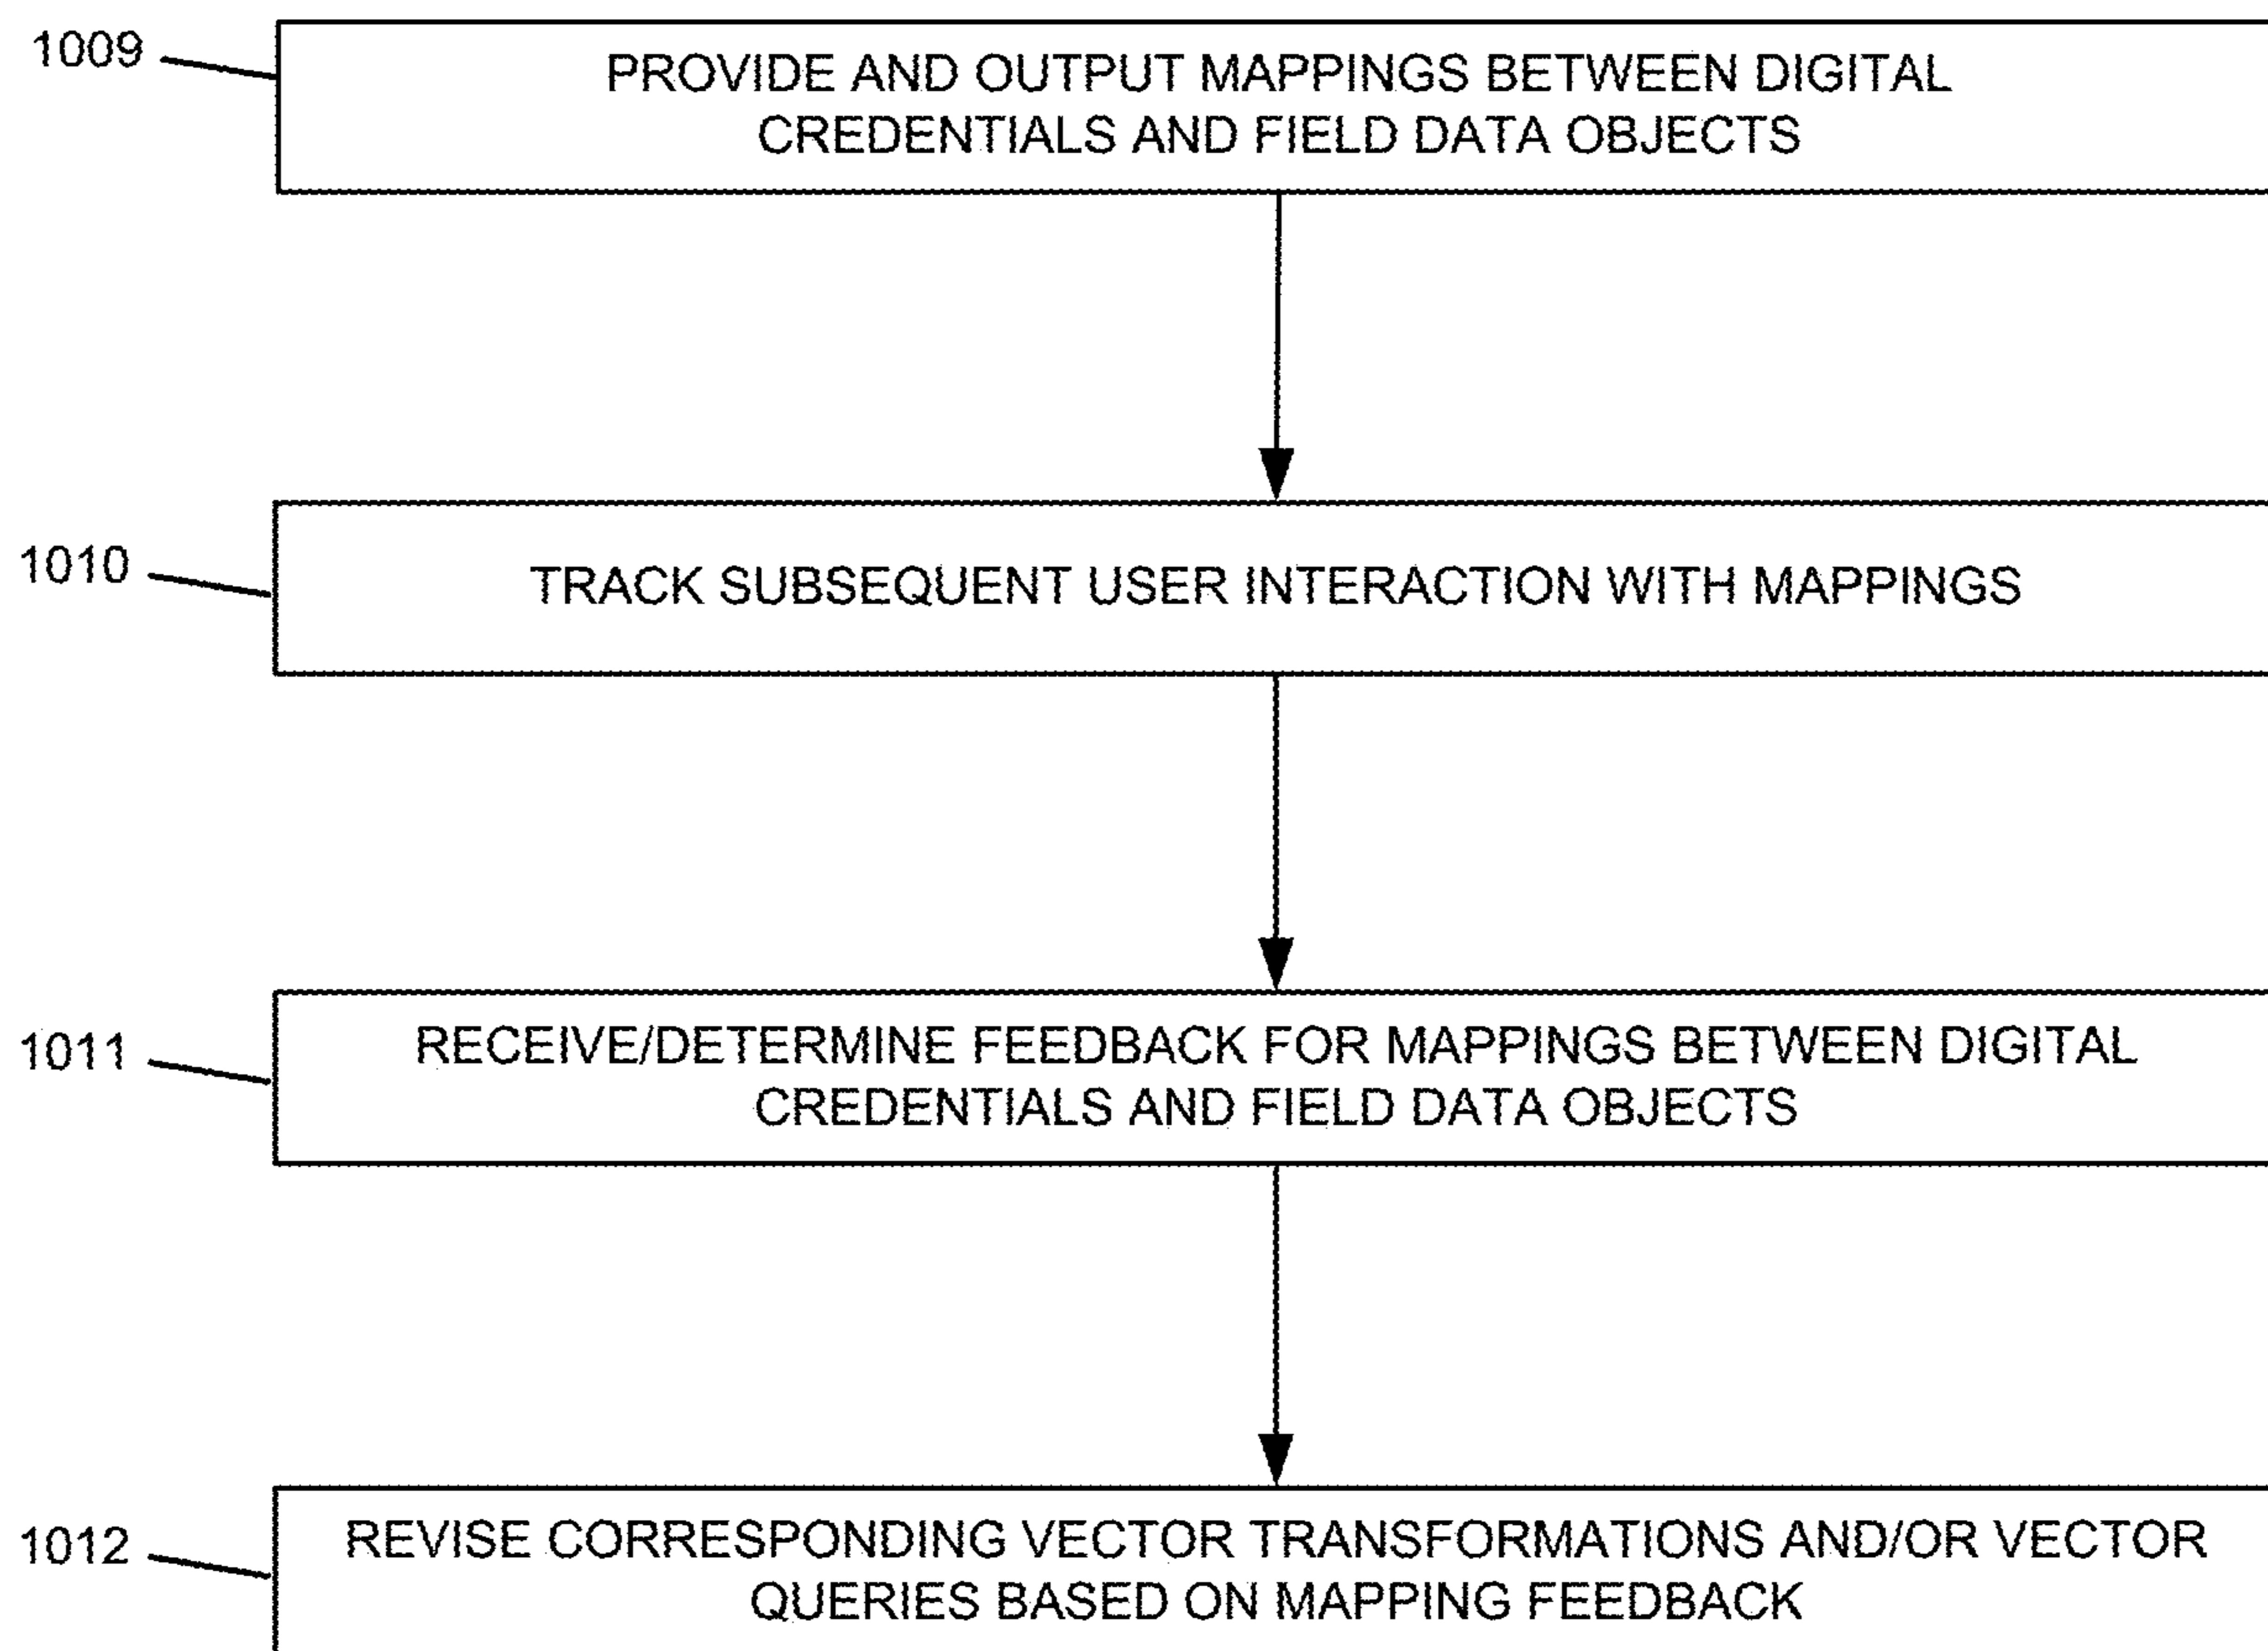 1009
PROVIDE AND OUTPUT MAPPINGS BETWEEN DIGITAL
CREDENTIALS AND FIELD DATA OBJECTS
1010
TRACK SUBSEQUENT USER INTERACTION WITH MAPPINGS
1011
RECEIVE/DETERMINE FEEDBACK FOR MAPPINGS BETWEEN DIGITAL
CREDENTIALS AND FIELD DATA OBJECTS
1012
REVISE CORRESPONDING VECTOR TRANSFORMATIONS AND/OR VECTOR
QUERIES BASED ON MAPPING FEEDBACK